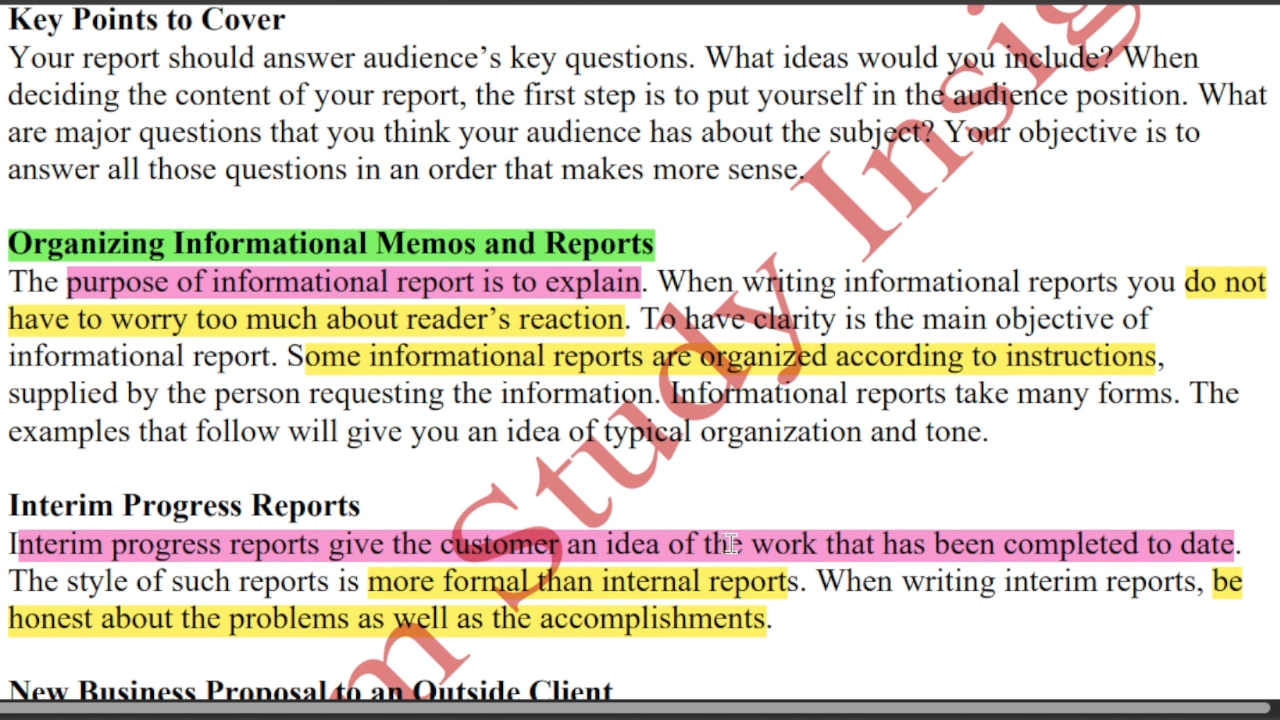 Key Points to Cover
Your report should answer audience’s key questions. What ideas would you include? When
deciding the content of your report, the first step is to put yourself in the audience position. What
are major questions that you think your audience has about the subject? Your objective is to
answer all those questions in an order that makes more sense.
Organizing Informational Memos and Reports
The purpose of informational report is to explain. When writing informational reports you do not
have to worry too much about reader’s reaction. To have clarity is the main objective of
informational report. Some informational reports are organized according to instructions,
supplied by the person requesting the information. Informational reports take many forms. The
examples that follow will give you an idea of typical organization and tone.
Interim Progress Reports
Interim progress reports give the customer an idea of the work that has been completed to date.
The style of such reports is more formal than internal reports. When writing interim reports, be
honest about the problems as well as the accomplishments.
New Business Proposal to an Outside Client
Study